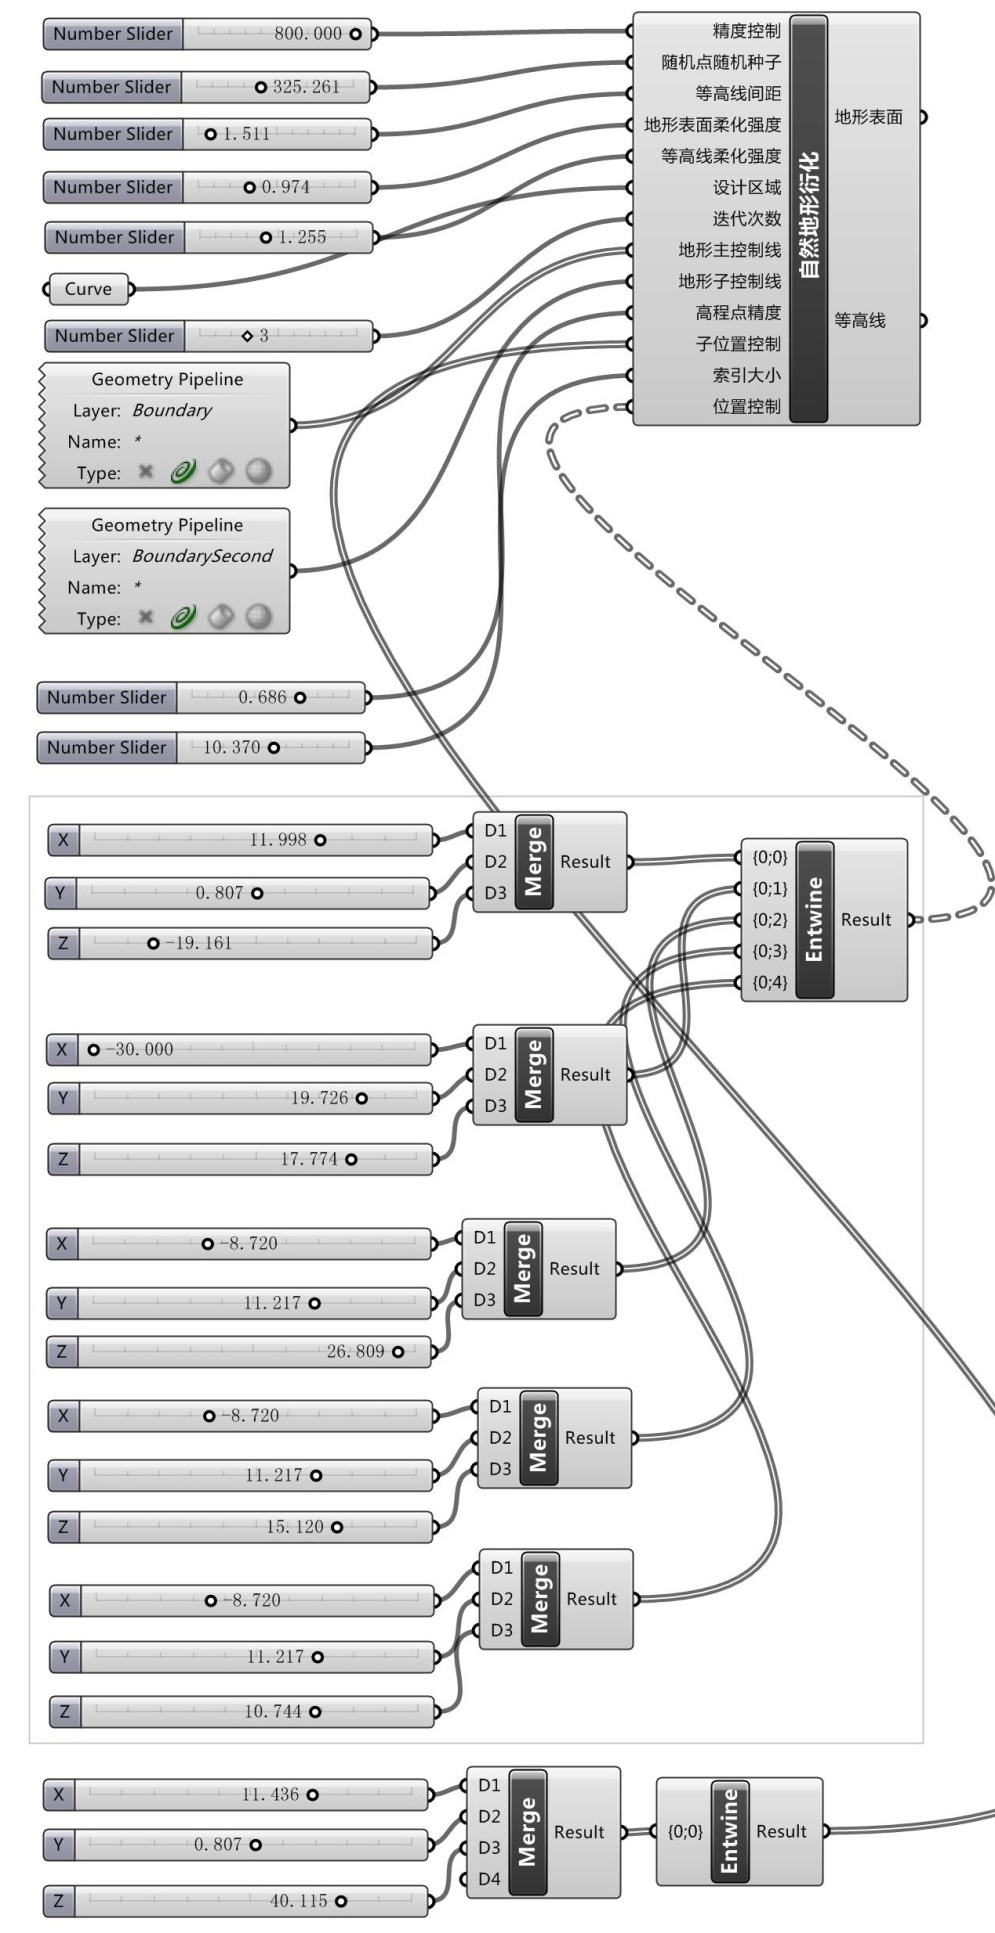 Number Slider 800.000
Number Slider 325.261
Number Slider 1.511
Number Slider 0.974
Number Slider 1.255
Curve
Number Slider 3
Geometry Pipeline
Layer: Boundary
Name: *
Type:
Geometry Pipeline
Layer: BoundarySecond
Name: *
Type:
Number Slider 0.686
Number Slider 10.370
精度控制
随机点随机种子
等高线间距
地形表面柔化强度
等高线柔化强度
设计区域
迭代次数
地形主控制线
地形子控制线
高程点精度
子位置控制
索引大小
位置控制
自然地形衍化
地形表面
等高线
X 11.998
Y 0.807
Z -19.161
D1
D2
D3
Merge
Result
{0;0}
{0;1}
{0;2}
{0;3}
{0;4}
Entwine
Result
X -30.000
Y 19.726
Z 17.774
D1
D2
D3
Merge
Result
X -8.720
Y 11.217
Z 26.809
D1
D2
D3
Merge
Result
X -8.720
Y 11.217
Z 15.120
D1
D2
D3
Merge
Result
X -8.720
Y 11.217
Z 10.744
D1
D2
D3
Merge
Result
X 11.436
Y 0.807
Z 40.115
D1
D2
D3
D4
Merge
Result
{0;0}
Entwine
Result